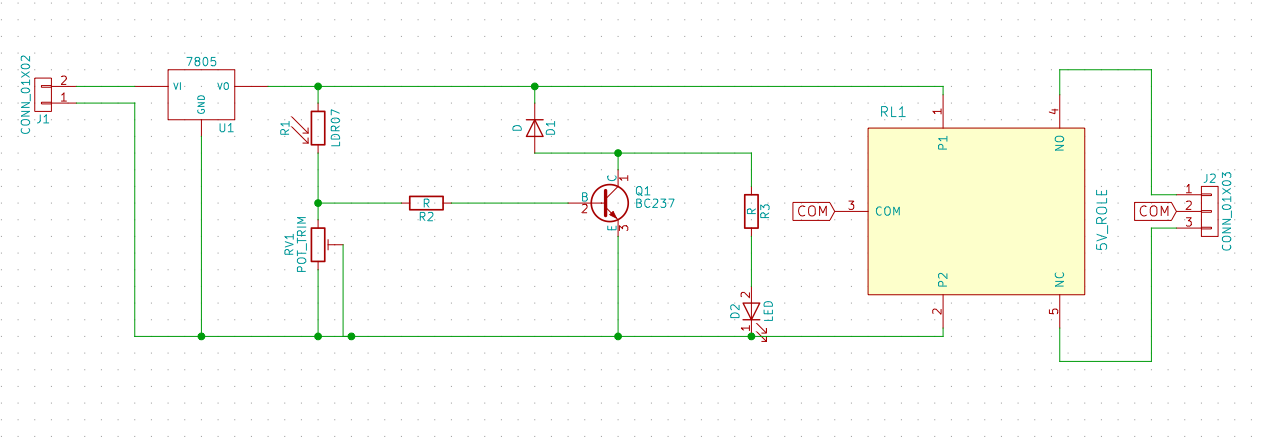 CONN_01X02
2
1
J1
7805
VI
VO
GND
U1
R1
LDR07
RV1
POT_TRIM
R
R2
D
D1
B
2
C
1
Q1
BC237
E
3
R
R3
D2
2
1
LED
RL1
1
P1
COM
3
COM
P2
2
4
NO
NC
5
5V_ROLE
J2
1
COM
2
3
CONN_01X03